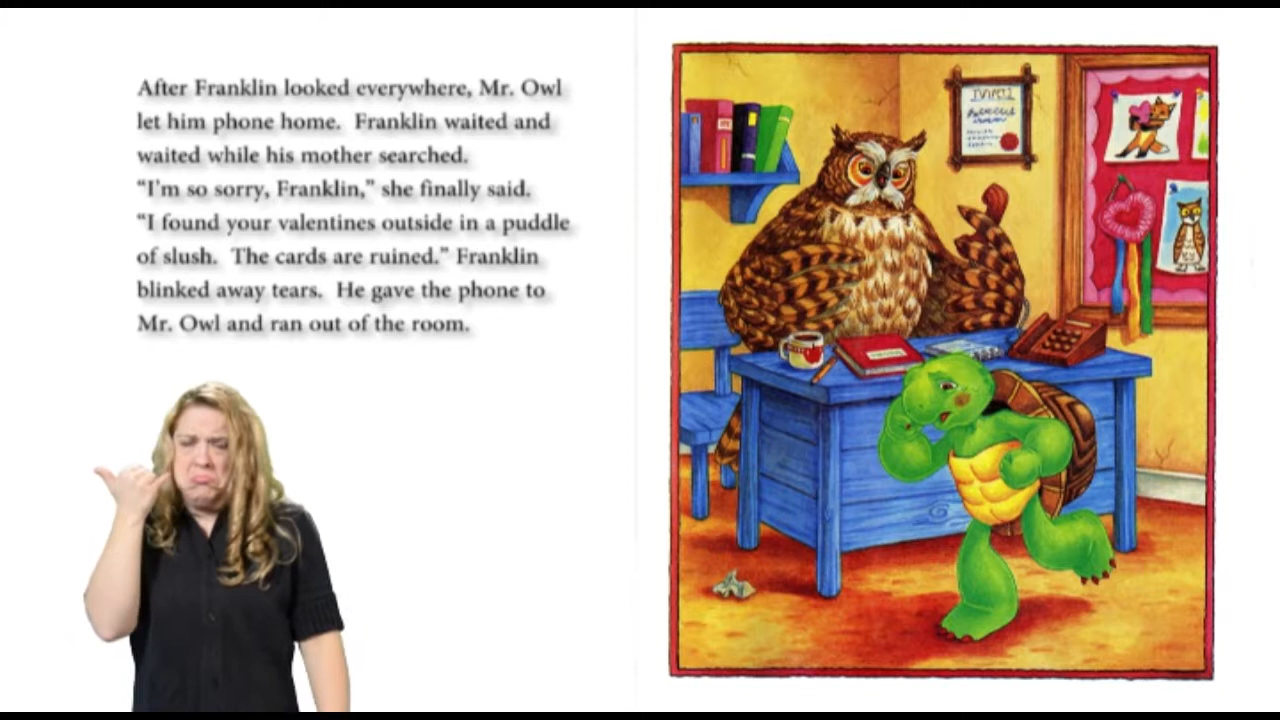 After Franklin looked everywhere, Mr. Owl
let him phone home.  Franklin waited and
waited while his mother searched.
“I’m so sorry, Franklin,” she finally said.
“I found your valentines outside in a puddle
of slush.  The cards are ruined.” Franklin
blinked away tears.  He gave the phone to
Mr. Owl and ran out of the room.